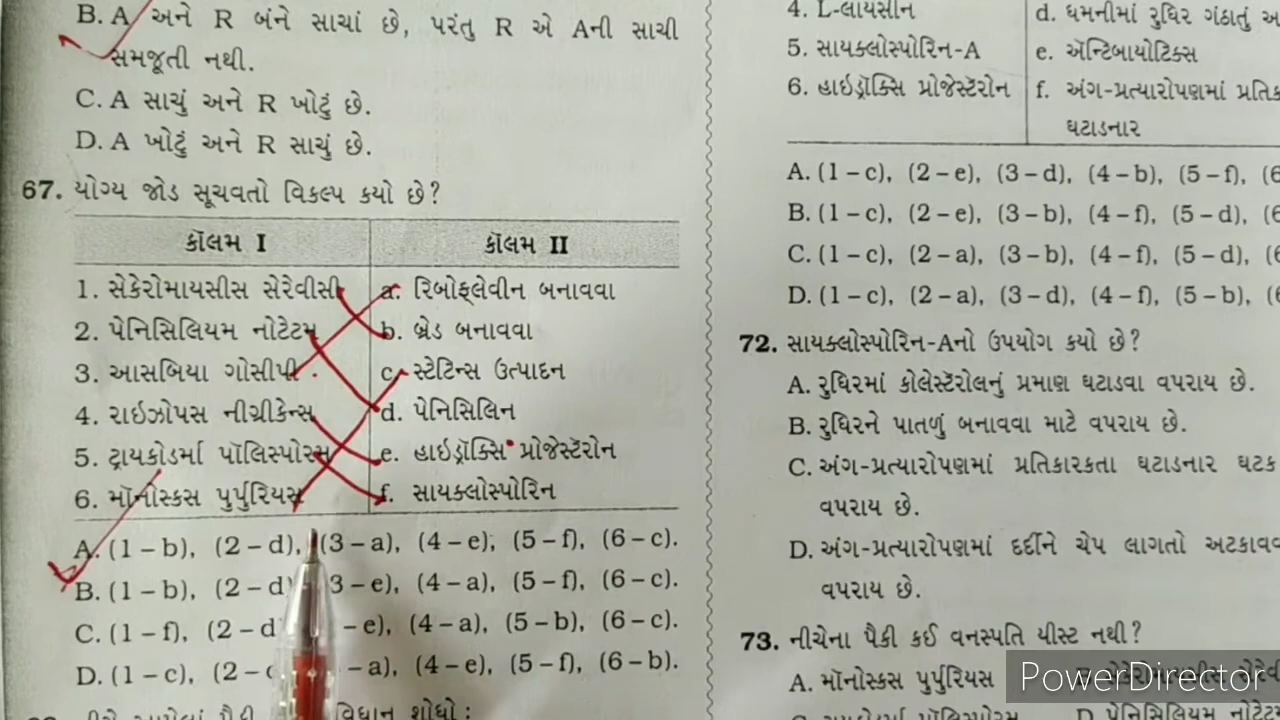 B. A અને R બંને સાચાં છે, પરંતુ R એ Aની સાચી
સમજૂતી નથી.
C. A સાચું અને R ખોટું છે.
D. A ખોટું અને R સાચું છે.
67. યોગ્ય જોડ સૂચવતો વિકલ્પ કયો છે?
કૉલમ I કૉલમ II
1. સેકેરોમાયસીસ સેરેવીસી a. રિબોફ્લેવીન બનાવવા
2. પેનિસિલિયમ નોટેટમ b. બ્રેડ બનાવવા
3. આસબિયા ગોસીપી c. સ્ટેટિન્સ ઉત્પાદન
4. રાઇઝોપસ નીગ્રીકેન્સ d. પેનિસિલિન
5. ટ્રાયકોડર્મા પૉલિસ્પોરસ e. હાઇડ્રૉક્સિ પ્રોજેસ્ટૅરોન
6. મૉનોસ્કસ પુર્પુરિયસ f. સાયક્લોસ્પોરિન
A. (1 – b), (2 – d), (3 – a), (4 – e), (5 – f), (6 – c).
B. (1 – b), (2 – d) 3 – e), (4 – a), (5 – f), (6 – c).
C. (1 – f), (2 – d – e), (4 – a), (5 – b), (6 – c).
D. (1 – c), (2 – – a), (4 – e), (5 – f), (6 – b).
વિધાન શોધો :
4. L-લાયસીન d. ધમનીમાં રુધિર ગંઠાતું
5. સાયક્લોસ્પોરિન-A e. ઍન્ટિબાયોટિક્સ
6. હાઇડ્રૉક્સિ પ્રોજેસ્ટૅરોન f. અંગ-પ્રત્યારોપણમાં
ઘટાડનાર
A. (1 – c), (2 – e), (3 – d), (4 – b), (5 – f), (6
B. (1 – c), (2 – e), (3 – b), (4 – f), (5 – d), (6
C. (1 – c), (2 – a), (3 – b), (4 – f), (5 – d), (6
D. (1 – c), (2 – a), (3 – d), (4 – f), (5 – b), (6
72. સાયક્લોસ્પોરિન-Aનો ઉપયોગ કયો છે?
A. રુધિરમાં કોલેસ્ટૅરોલનું પ્રમાણ ઘટાડવા વપરાય છે.
B. રુધિરને પાતળું બનાવવા માટે વપરાય છે.
C. અંગ-પ્રત્યારોપણમાં પ્રતિકારકતા ઘટાડનાર ઘટક
વપરાય છે.
D. અંગ-પ્રત્યારોપણમાં દર્દીને ચેપ લાગતો
વપરાય છે.
73. નીચેના પૈકી કઈ વનસ્પતિ યીસ્ટ નથી?
A. મૉનોસ્કસ પુર્પુરિયસ
PowerDirector